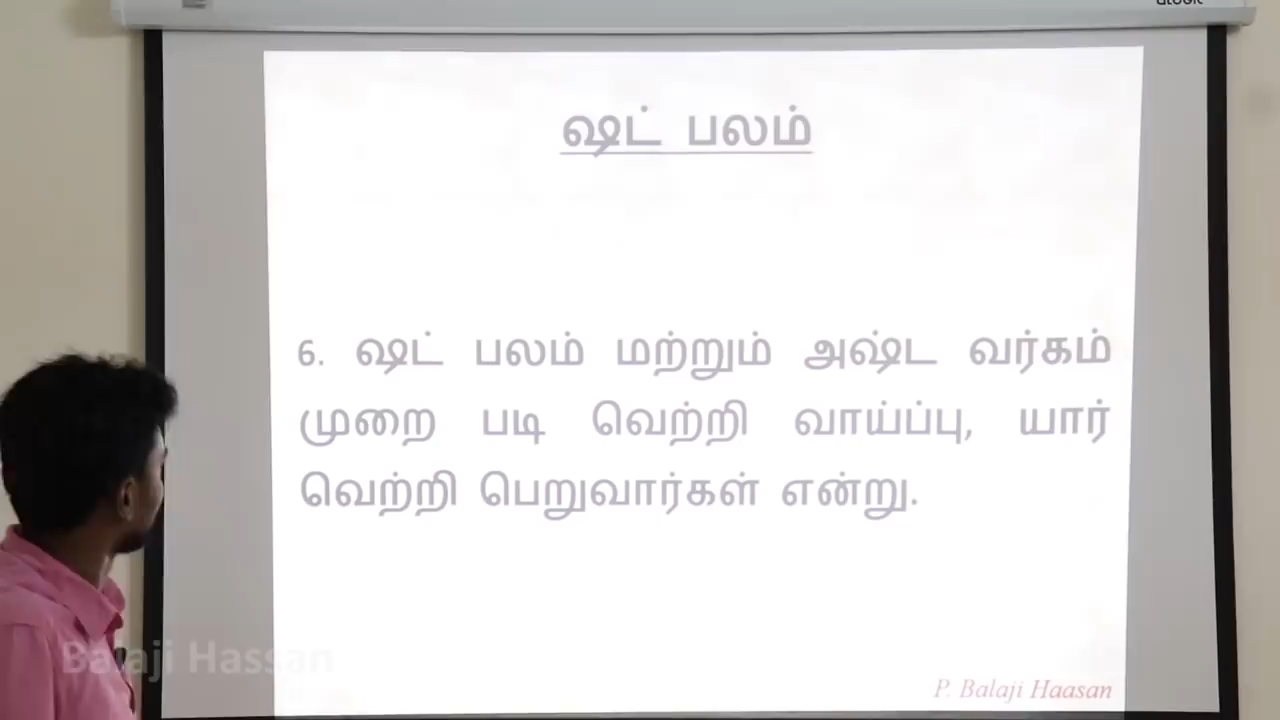 ஷட் பலம்
6. ஷட் பலம் மற்றும் அஷ்ட வர்கம்
முறை படி வெற்றி வாய்ப்பு, யார்
வெற்றி பெறுவார்கள் என்று.
Balaji Hassan
P. Balaji Haasan